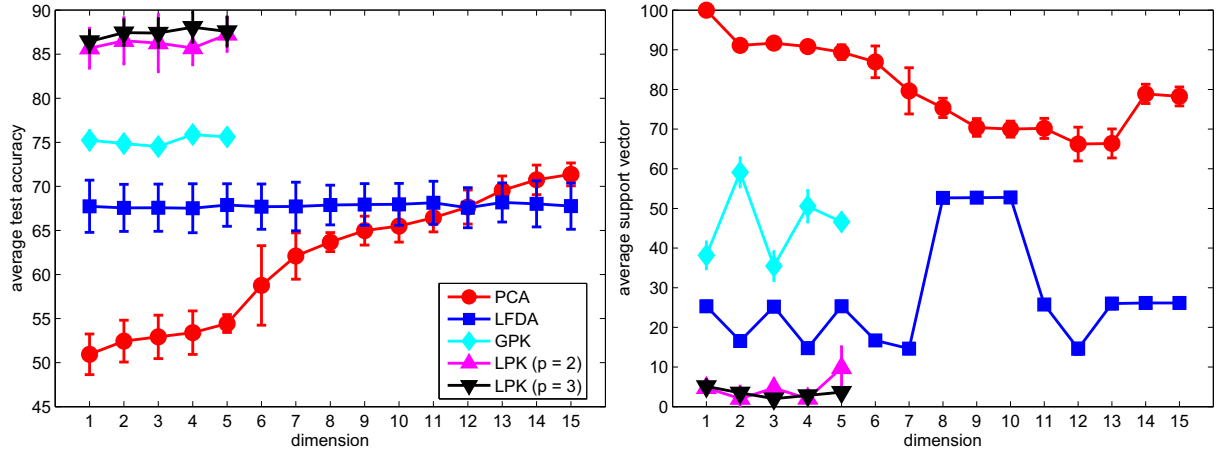 90
85
80
75
70
65
60
55
50
45
average test accuracy
1 2 3 4 5 6 7 8 9 10 11 12 13 14 15
dimension
PCA
LFDA
GPK
LPK (p = 2)
LPK (p = 3)
100
90
80
70
60
50
40
30
20
10
0
average support vector
1 2 3 4 5 6 7 8 9 10 11 12 13 14 15
dimension